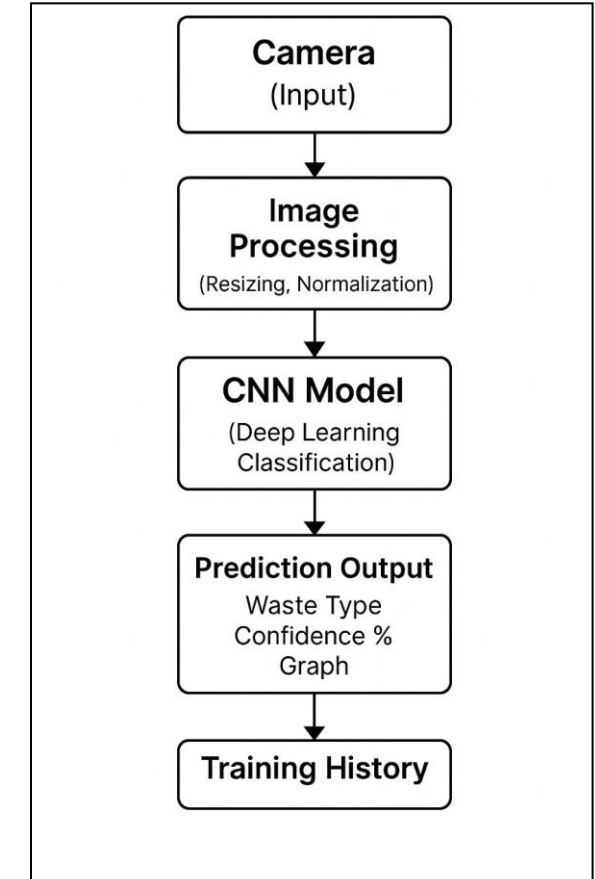 Camera
(Input)
Image
Processing
(Resizing, Normalization)
CNN Model
(Deep Learning
Classification)
Prediction Output
Waste Type
Confidence %
Graph
Training History